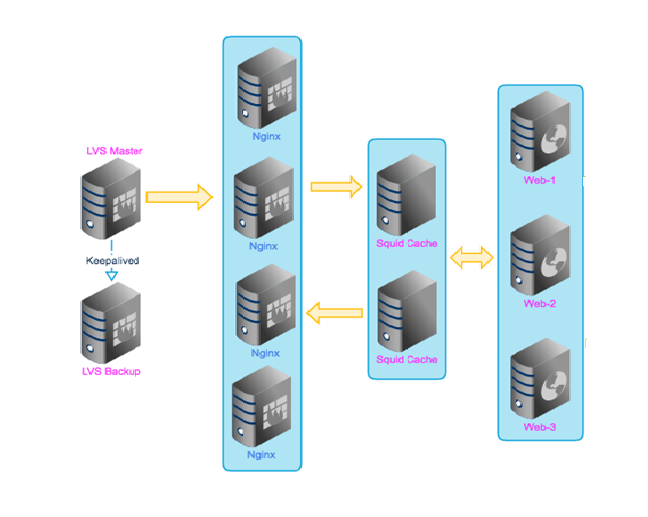 LVS Master
Keepalived
LVS Backup
Nginx
Nginx
Nginx
Nginx
Squid Cache
Squid Cache
Web-1
Web-2
Web-3